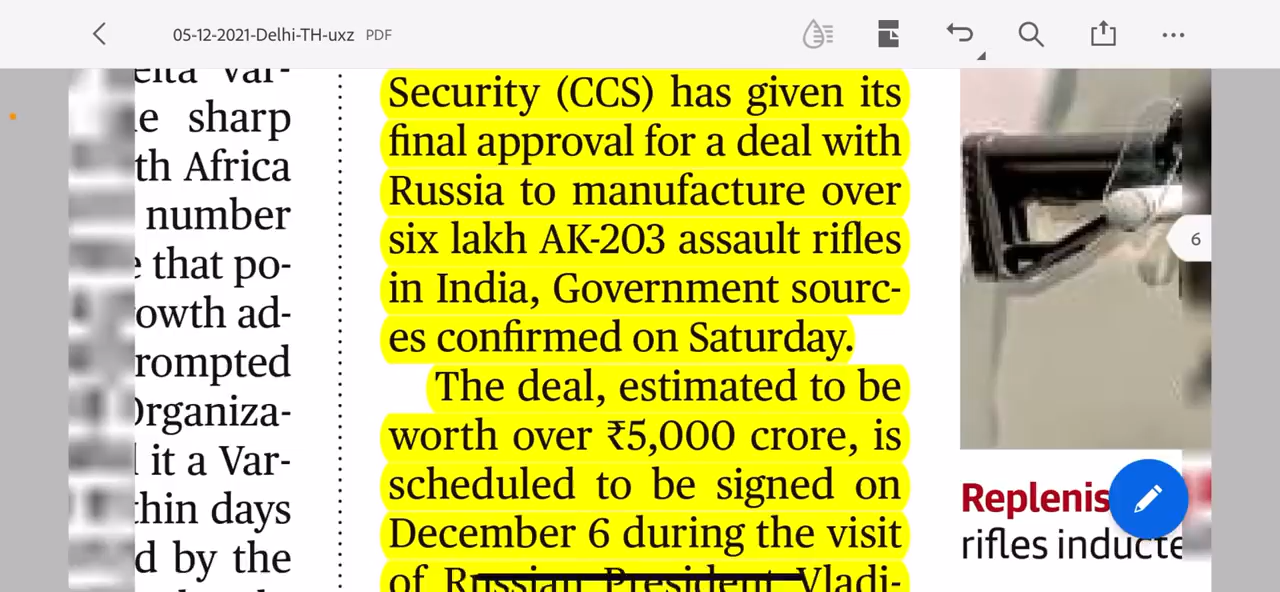 05-12-2021-Delhi-TH-uxz PDF
sharp
th Africa
number
that po-
owth ad-
rompted
Organiza-
it a Var-
thin days
by the
Security (CCS) has given its
final approval for a deal with
Russia to manufacture over
six lakh AK-203 assault rifles
in India, Government sourc-
es confirmed on Saturday.
The deal, estimated to be
worth over ₹5,000 crore, is
scheduled to be signed on
December 6 during the visit
of Russian President Vladi-
6
Replenis
rifles inducte